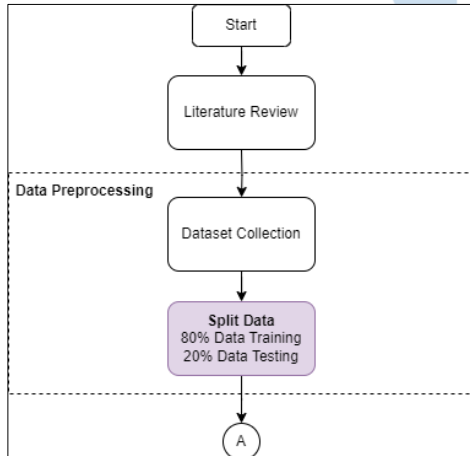 Start
Literature Review
Data Preprocessing
Dataset Collection
Split Data
80% Data Training
20% Data Testing
A